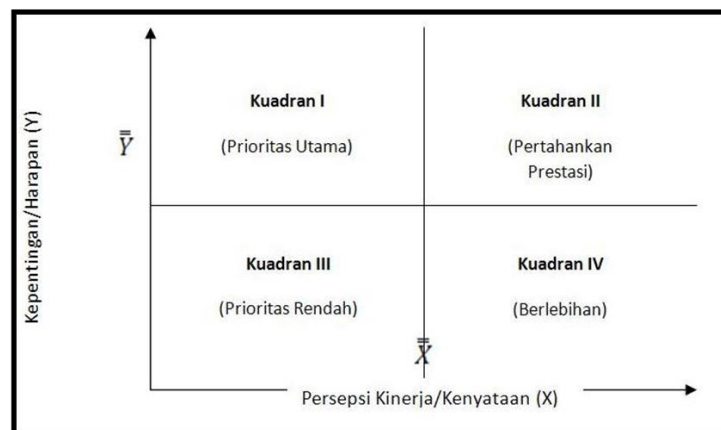 Kepentingan/Harapan (Y)
Kuadran I
(Prioritas Utama)
Kuadran II
(Pertahankan
Prestasi)
Y̿
Kuadran III
(Prioritas Rendah)
Kuadran IV
(Berlebihan)
X̿
Persepsi Kinerja/Kenyataan (X)